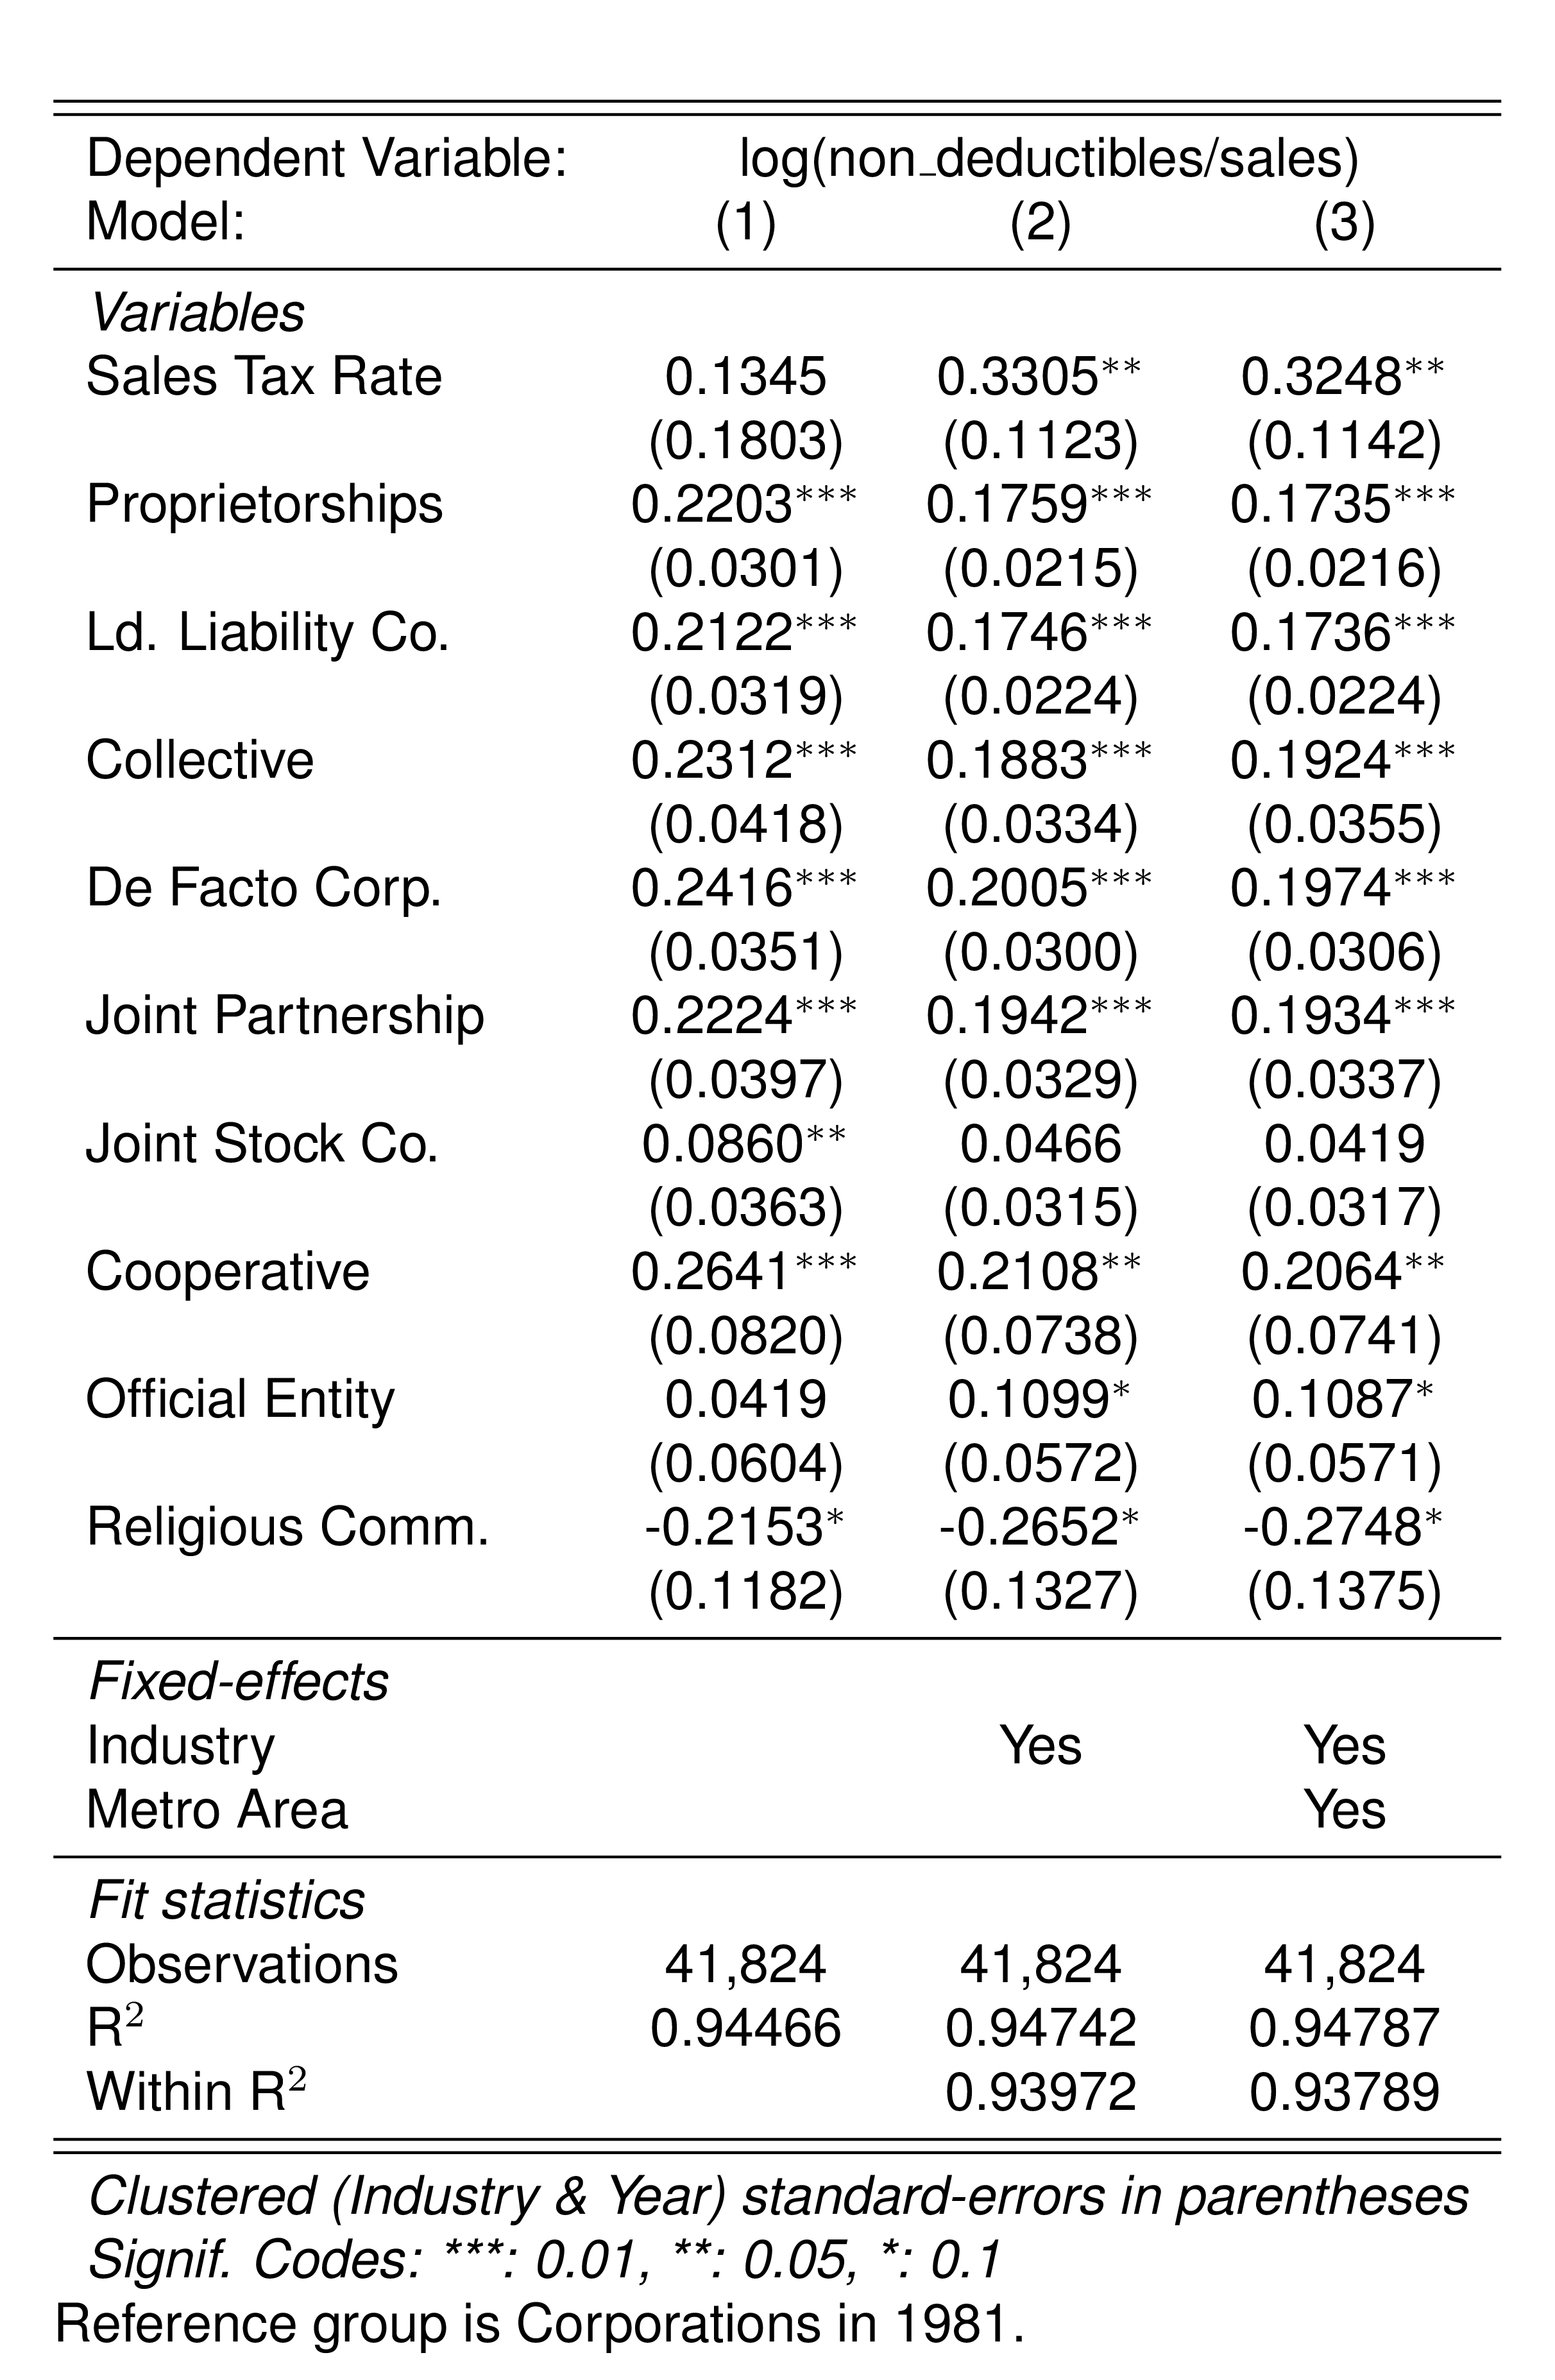 Dependent Variable: log(non_deductibles/sales)
Model: (1) (2) (3)
Variables
Sales Tax Rate 0.1345 0.3305** 0.3248**
(0.1803) (0.1123) (0.1142)
Proprietorships 0.2203*** 0.1759*** 0.1735***
(0.0301) (0.0215) (0.0216)
Ld. Liability Co. 0.2122*** 0.1746*** 0.1736***
(0.0319) (0.0224) (0.0224)
Collective 0.2312*** 0.1883*** 0.1924***
(0.0418) (0.0334) (0.0355)
De Facto Corp. 0.2416*** 0.2005*** 0.1974***
(0.0351) (0.0300) (0.0306)
Joint Partnership 0.2224*** 0.1942*** 0.1934***
(0.0397) (0.0329) (0.0337)
Joint Stock Co. 0.0860** 0.0466 0.0419
(0.0363) (0.0315) (0.0317)
Cooperative 0.2641*** 0.2108** 0.2064**
(0.0820) (0.0738) (0.0741)
Official Entity 0.0419 0.1099* 0.1087*
(0.0604) (0.0572) (0.0571)
Religious Comm. -0.2153* -0.2652* -0.2748*
(0.1182) (0.1327) (0.1375)
Fixed-effects
Industry Yes Yes
Metro Area Yes
Fit statistics
Observations 41,824 41,824 41,824
R² 0.94466 0.94742 0.94787
Within R² 0.93972 0.93789
Clustered (Industry & Year) standard-errors in parentheses
Signif. Codes: ***: 0.01, **: 0.05, *: 0.1
Reference group is Corporations in 1981.